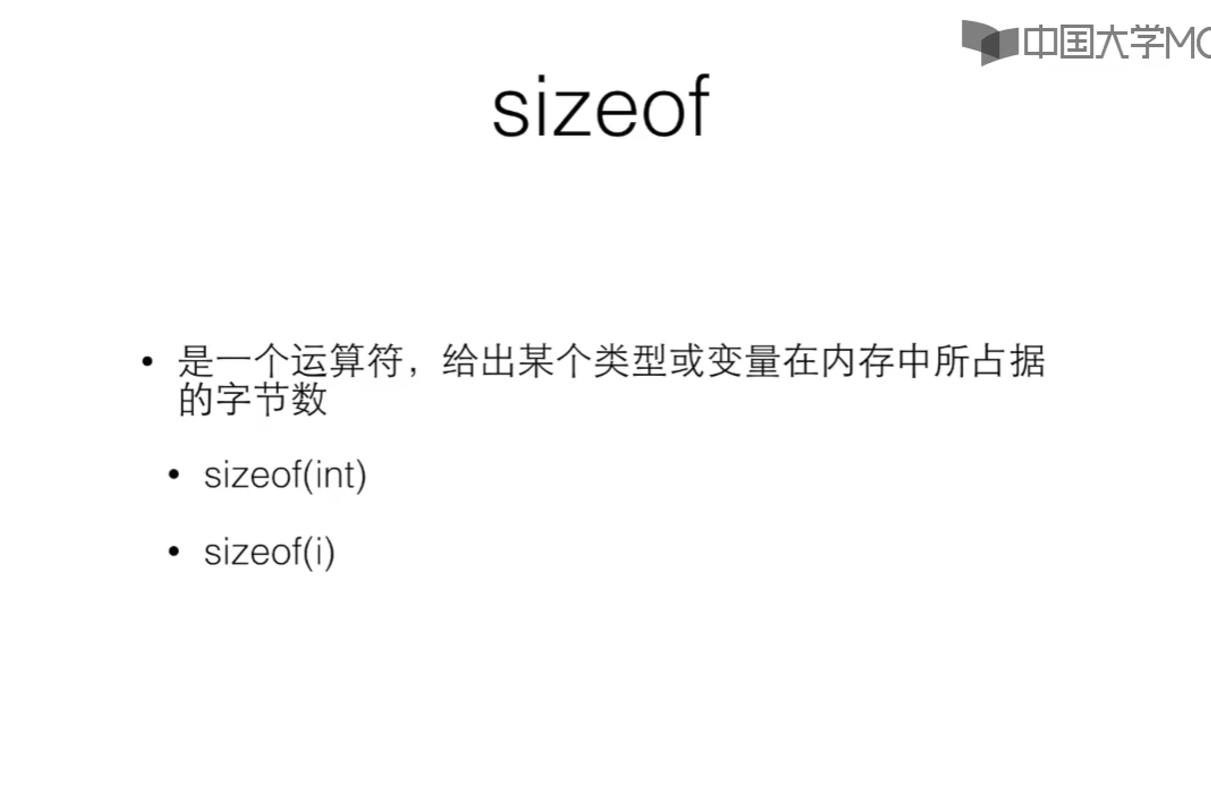 中国大学MO
sizeof
• 是一个运算符，给出某个类型或变量在内存中所占据
的字节数
• sizeof(int)
• sizeof(i)